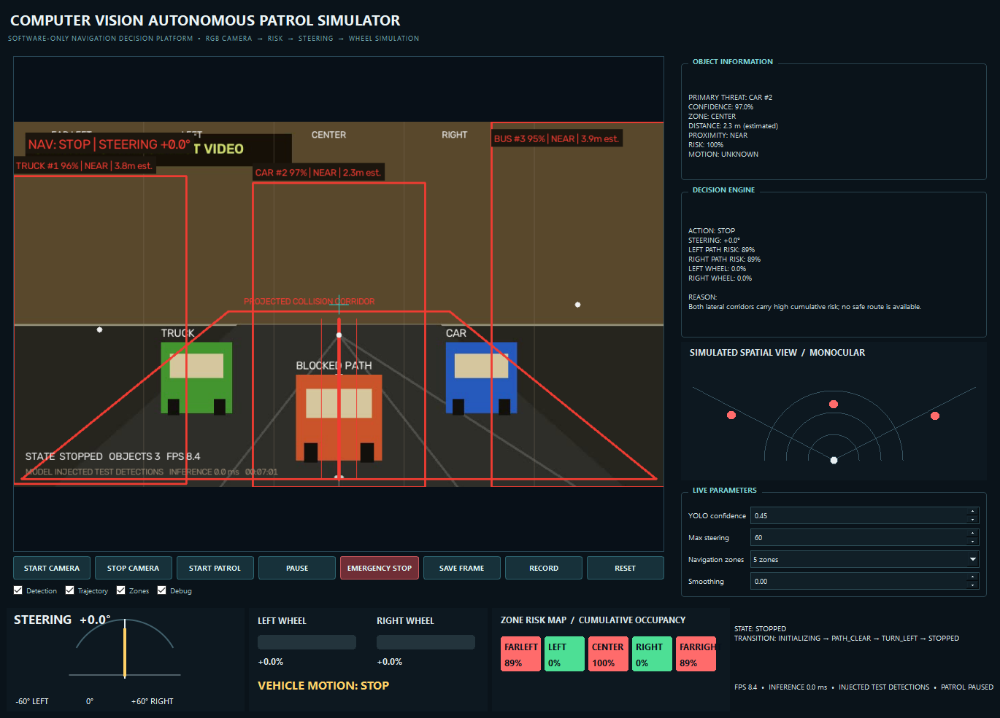 COMPUTER VISION AUTONOMOUS PATROL SIMULATOR
SOFTWARE-ONLY NAVIGATION DECISION PLATFORM • RGB CAMERA → RISK → STEERING → WHEEL SIMULATION
CENTER
RIGHT
NAV: STOP | STEERING +0.0°
T VIDEO
TRUCK #1 96% | NEAR | 3.8m est.
CAR #2 97% | NEAR | 2.3m est.
BUS #3 95% | NEAR | 3.9m est.
PROJECTED COLLISION CORRIDOR
TRUCK
CAR
BLOCKED PATH
STATE STOPPED OBJECTS 3 FPS 8.4
MODEL INJECTED TEST DETECTIONS INFERENCE 0.0 ms 00:07:01
START CAMERA
STOP CAMERA
START PATROL
PAUSE
EMERGENCY STOP
SAVE FRAME
RECORD
RESET
Detection
Trajectory
Zones
Debug
OBJECT INFORMATION
PRIMARY THREAT: CAR #2
CONFIDENCE: 97.0%
ZONE: CENTER
DISTANCE: 2.3 m (estimated)
PROXIMITY: NEAR
RISK: 100%
MOTION: UNKNOWN
DECISION ENGINE
ACTION: STOP
STEERING: +0.0°
LEFT PATH RISK: 89%
RIGHT PATH RISK: 89%
LEFT WHEEL: 0.0%
RIGHT WHEEL: 0.0%
REASON:
Both lateral corridors carry high cumulative risk; no safe route is available.
SIMULATED SPATIAL VIEW / MONOCULAR
LIVE PARAMETERS
YOLO confidence 0.45
Max steering 60
Navigation zones 5 zones
Smoothing 0.00
STEERING +0.0°
-60° LEFT 0° +60° RIGHT
LEFT WHEEL
+0.0%
RIGHT WHEEL
+0.0%
VEHICLE MOTION: STOP
ZONE RISK MAP / CUMULATIVE OCCUPANCY
FARLEFT
89%
LEFT
0%
CENTER
100%
RIGHT
0%
FARRIGH
89%
STATE: STOPPED
TRANSITION: INITIALIZING → PATH_CLEAR → TURN_LEFT → STOPPED
FPS 8.4 • INFERENCE 0.0 ms • INJECTED TEST DETECTIONS • PATROL PAUSED